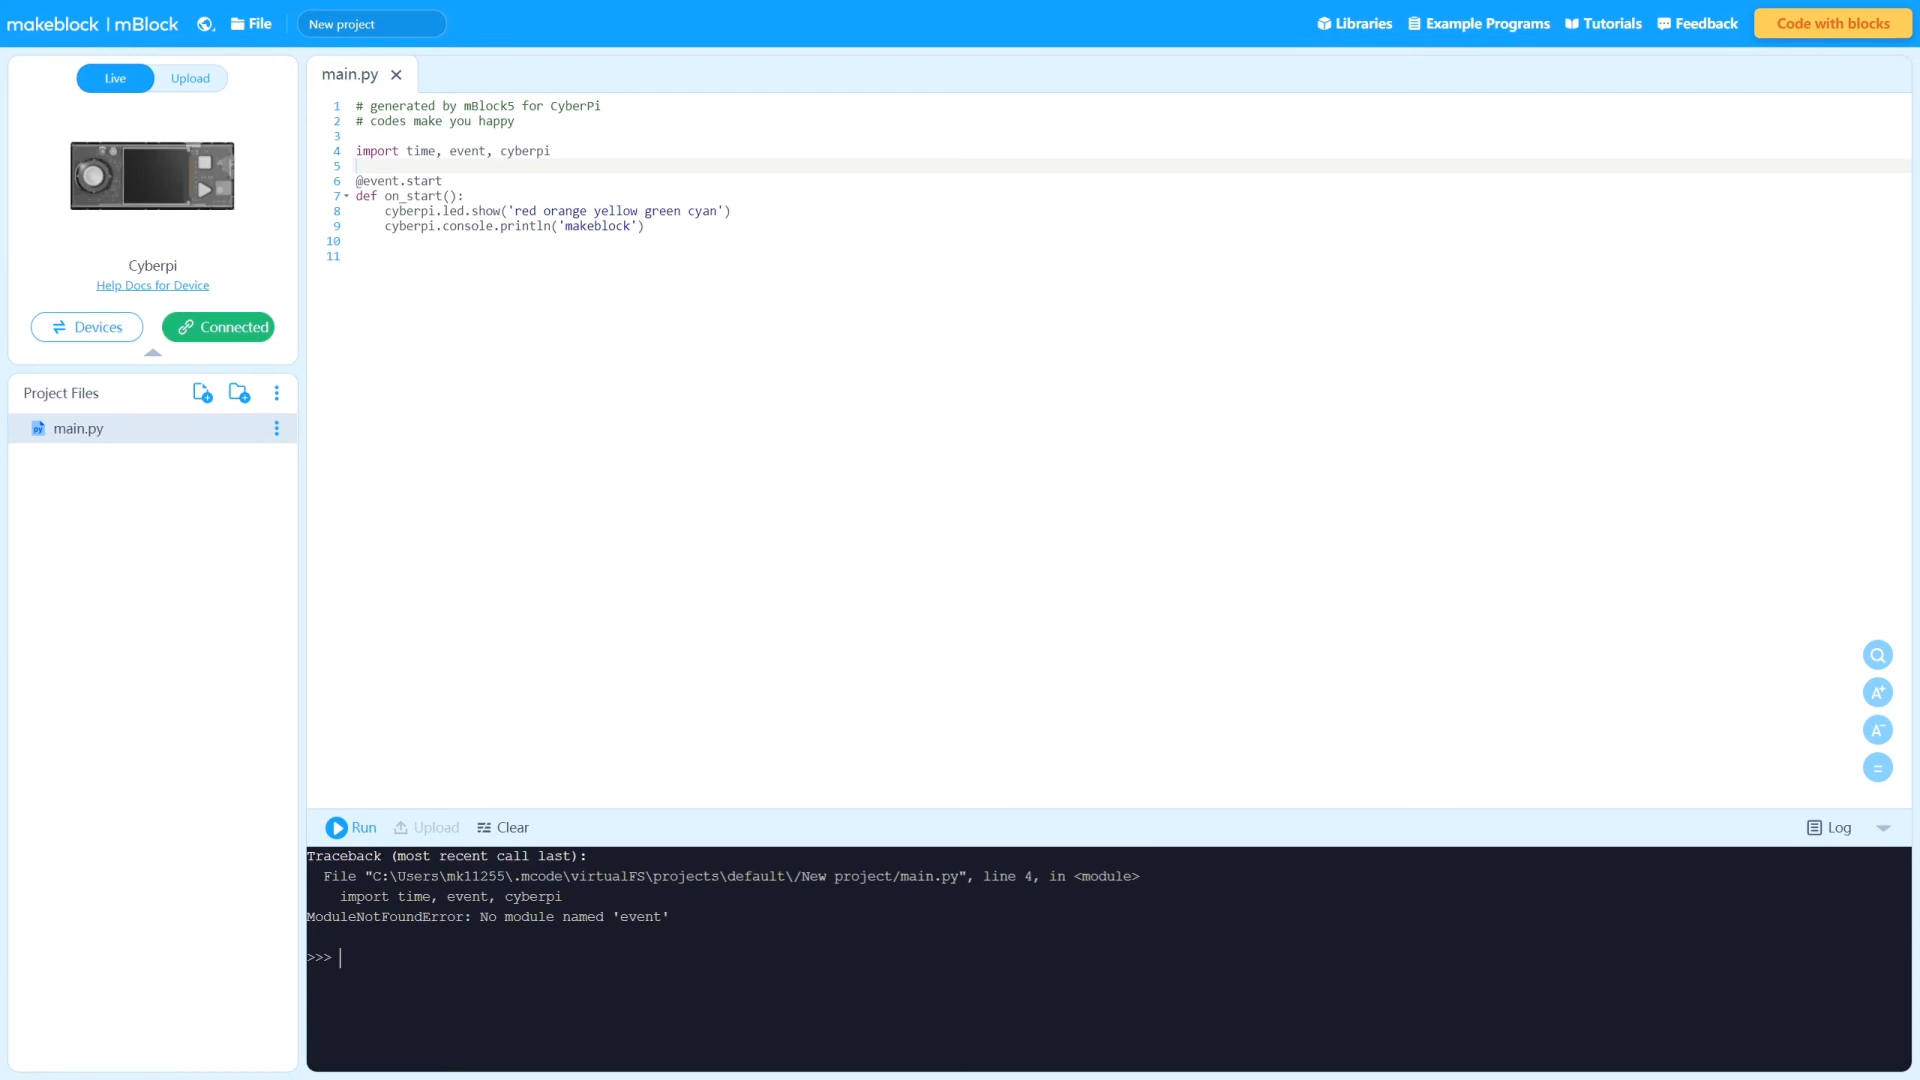 makeblock | mBlock File New project Libraries Example Programs Tutorials Feedback Code with blocks
Live Upload
Cyberpi
Help Docs for Device
Devices Connected
Project Files
py main.py
main.py
1 # generated by mBlock5 for CyberPi
2 # codes make you happy
3
4 import time, event, cyberpi
5
6 @event.start
7 def on_start():
8 cyberpi.led.show('red orange yellow green cyan')
9 cyberpi.console.println('makeblock')
10
11
A+
A-
=
Run Upload Clear Log
Traceback (most recent call last):
File "C:\Users\mk11255\.mcode\virtualFS\projects\default\/New project/main.py", line 4, in <module>
import time, event, cyberpi
ModuleNotFoundError: No module named 'event'
>>>